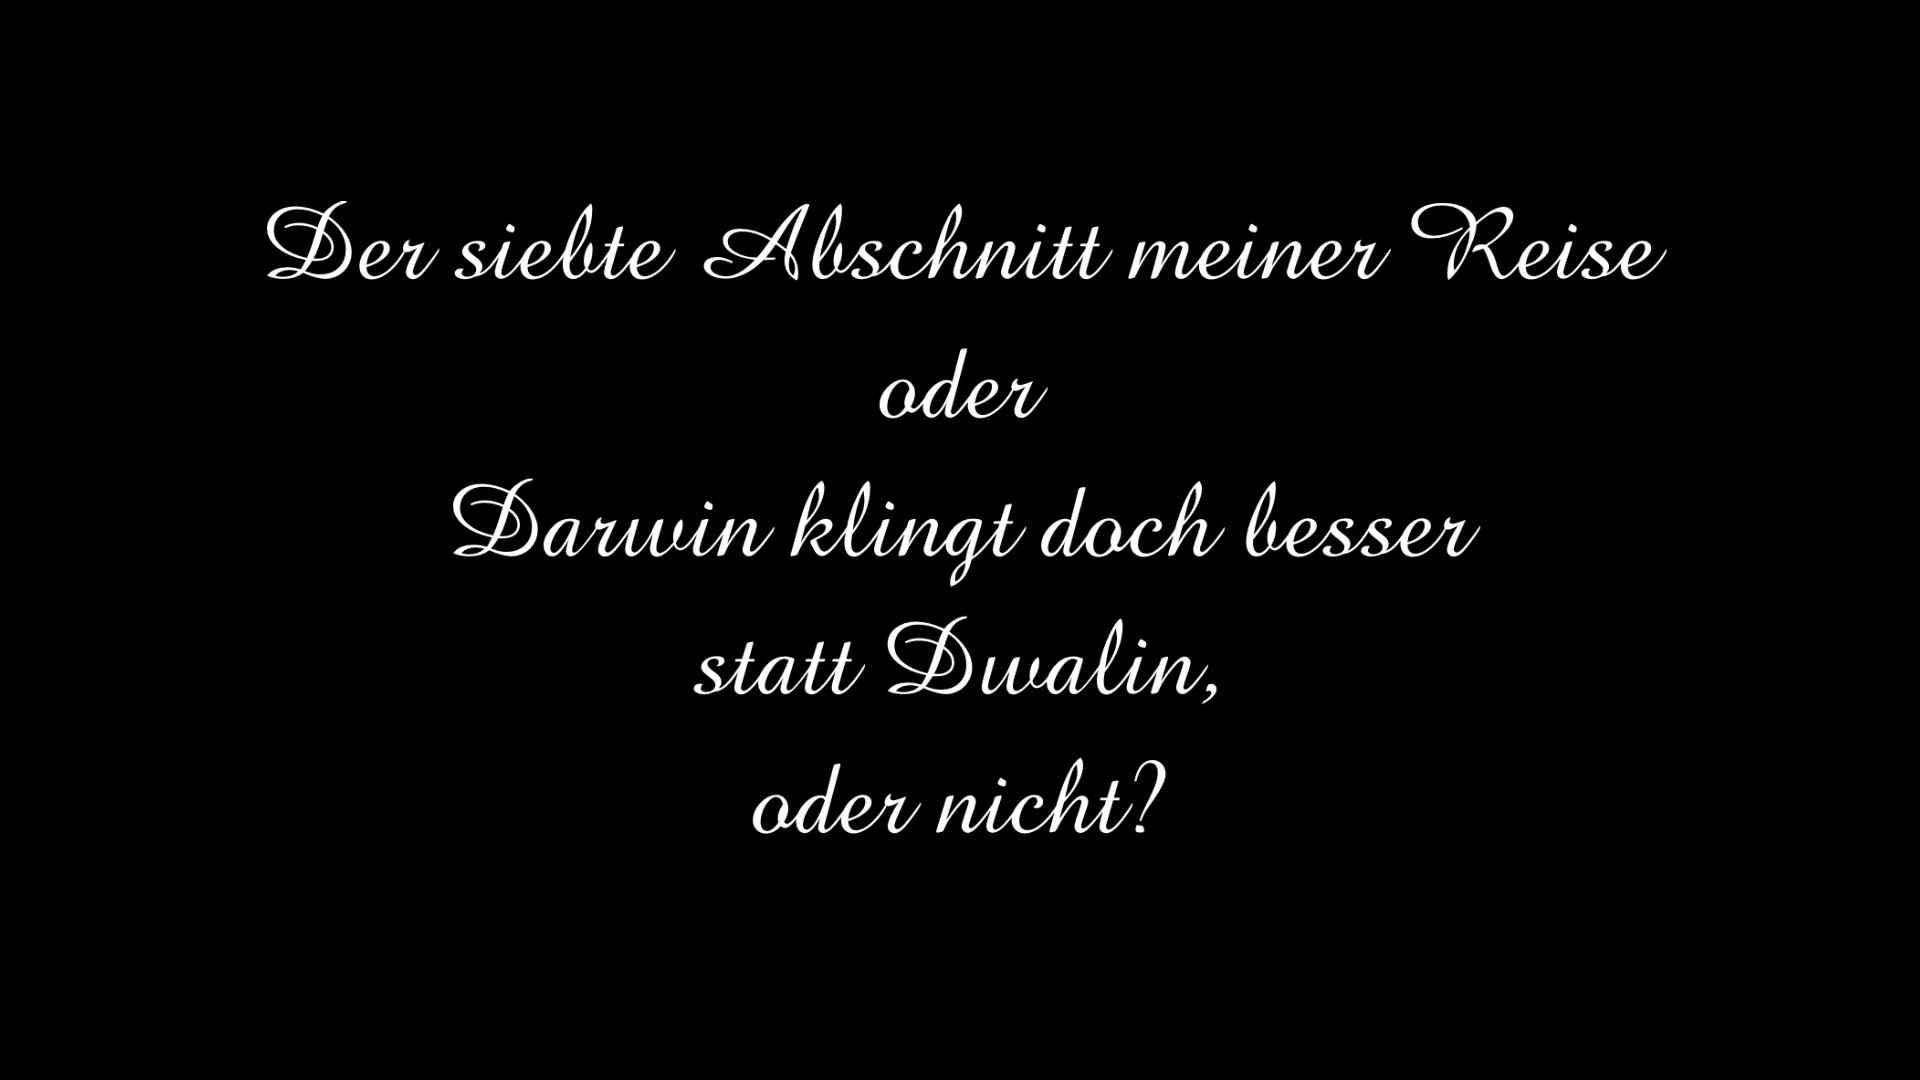 Der siebte Abschnitt meiner Reise
oder
Darwin klingt doch besser
statt Dwalin,
oder nicht?